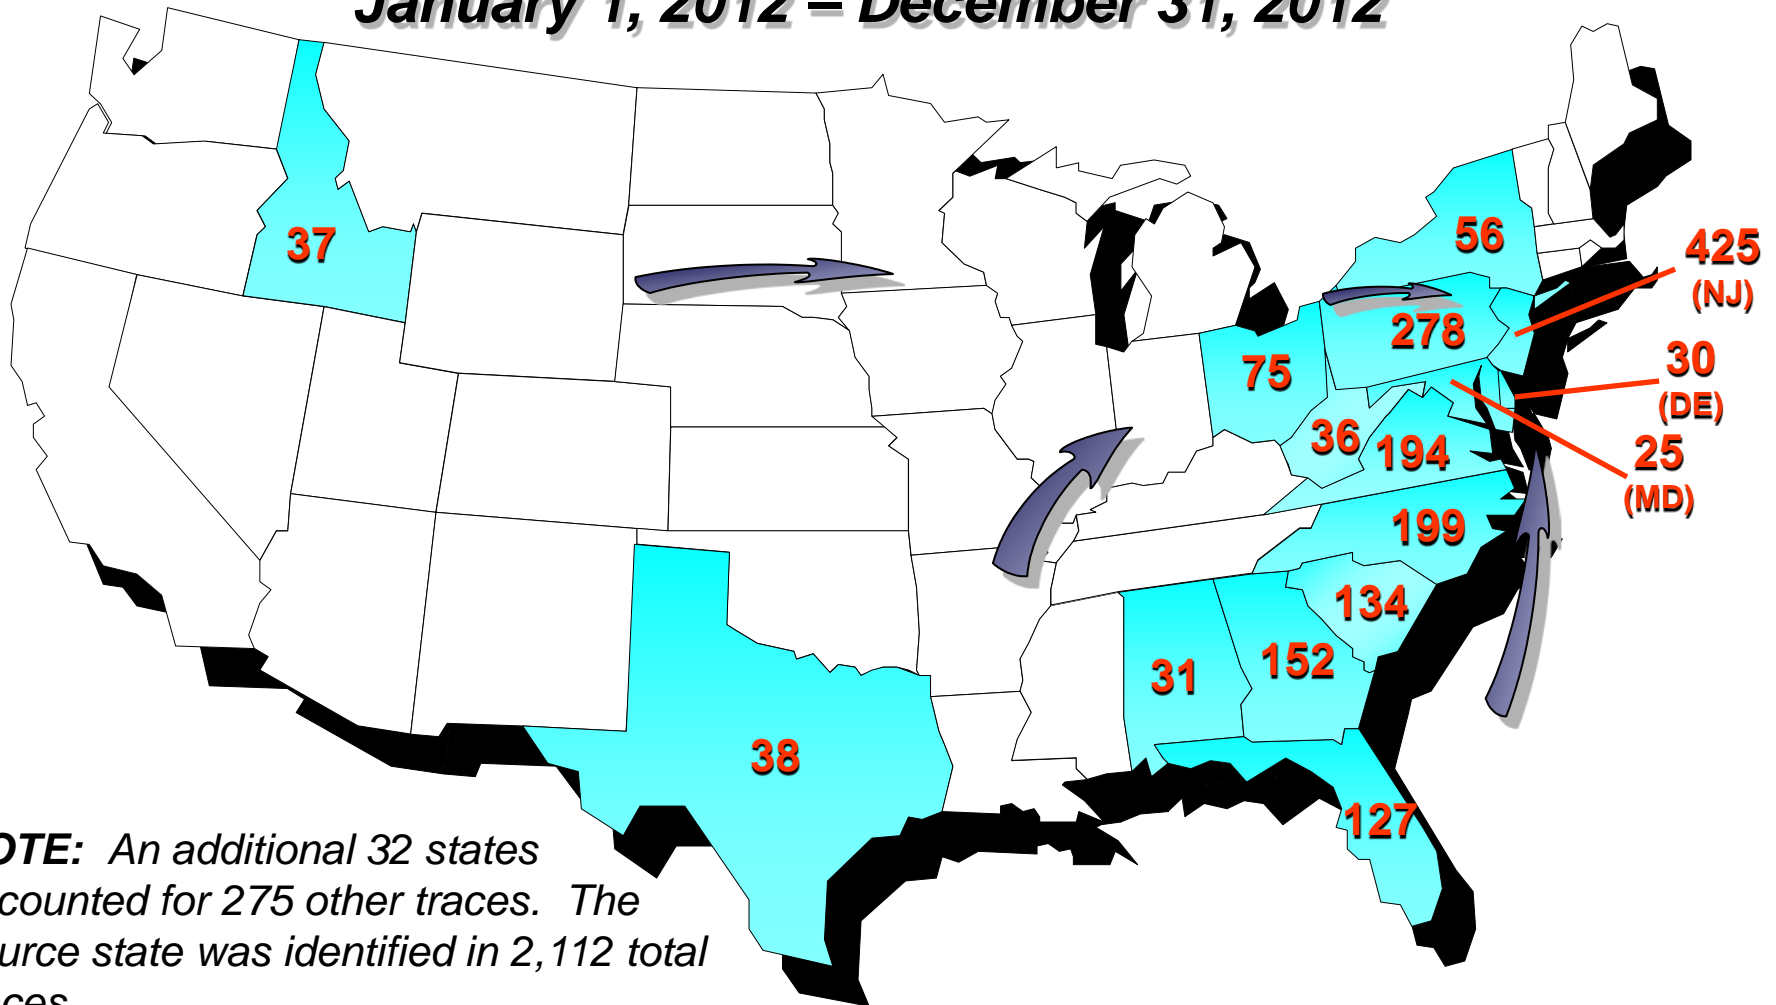 January 1, 2012 – December 31, 2012
37
56
425
(NJ)
278
30
(DE)
75
25
(MD)
36
194
199
134
152
31
38
127
OTE: An additional 32 states
counted for 275 other traces. The
urce state was identified in 2,112 total
ces